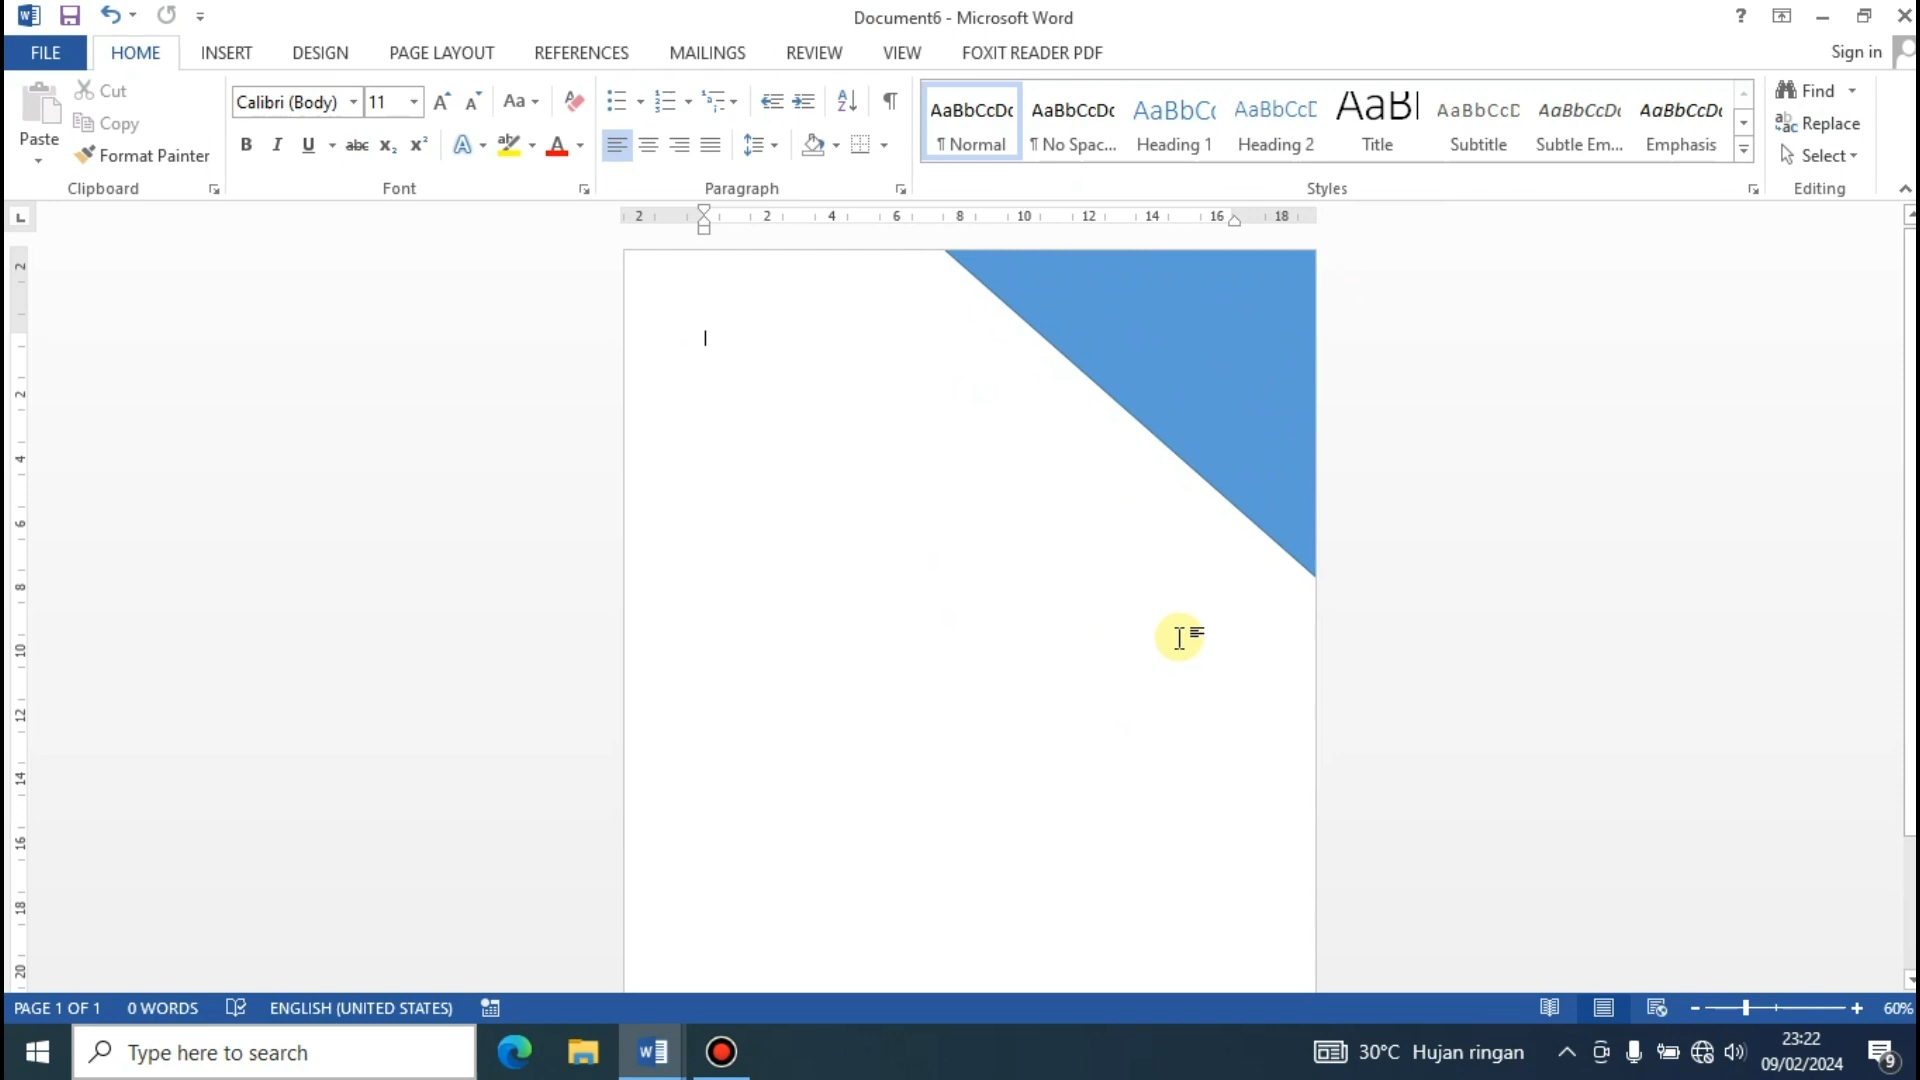 Document6 - Microsoft Word
?
FILE
HOME
INSERT
DESIGN
PAGE LAYOUT
REFERENCES
MAILINGS
REVIEW
VIEW
FOXIT READER PDF
Sign in
Paste
Cut
Copy
Format Painter
Clipboard
Calibri (Body)
11
A A Aa
B I U abc x₂ x² A ab A
Font
A Z ¶
Paragraph
AaBbCcDc AaBbCcDc AaBbC( AaBbCcE AaBl AaBbCcD AaBbCcDc AaBbCcDc
¶ Normal ¶ No Spac... Heading 1 Heading 2 Title Subtitle Subtle Em... Emphasis
Styles
Find
Replace
Select
Editing
L
2 2 4 6 8 10 12 14 16 18
2
2
4
6
8
10
12
14
16
18
20
PAGE 1 OF 1 0 WORDS ENGLISH (UNITED STATES) 60%
Type here to search
30°C Hujan ringan
23:22
09/02/2024
9